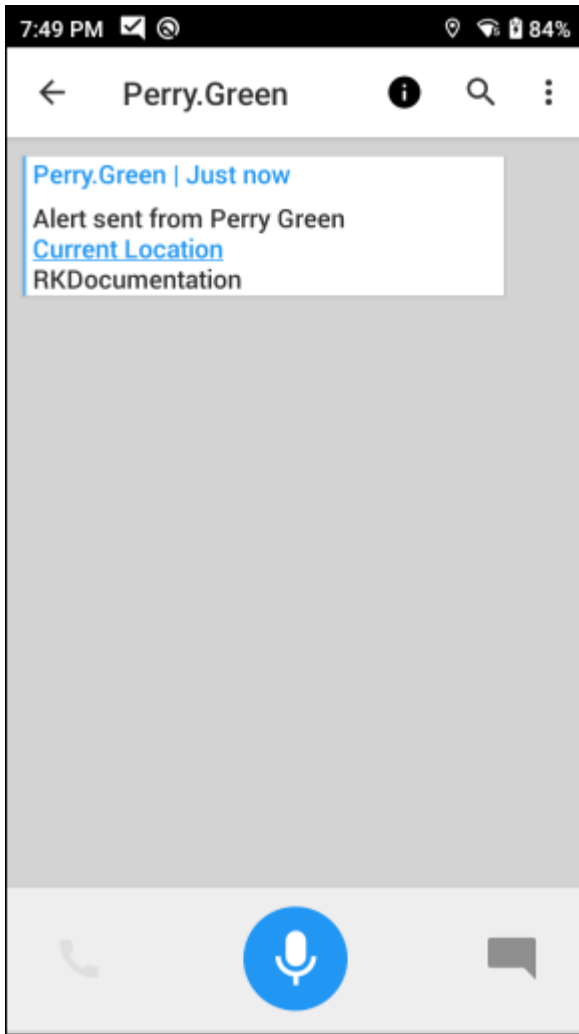 7:49 PM 84%
Perry.Green
Perry.Green | Just now
Alert sent from Perry Green
Current Location
RKDocumentation